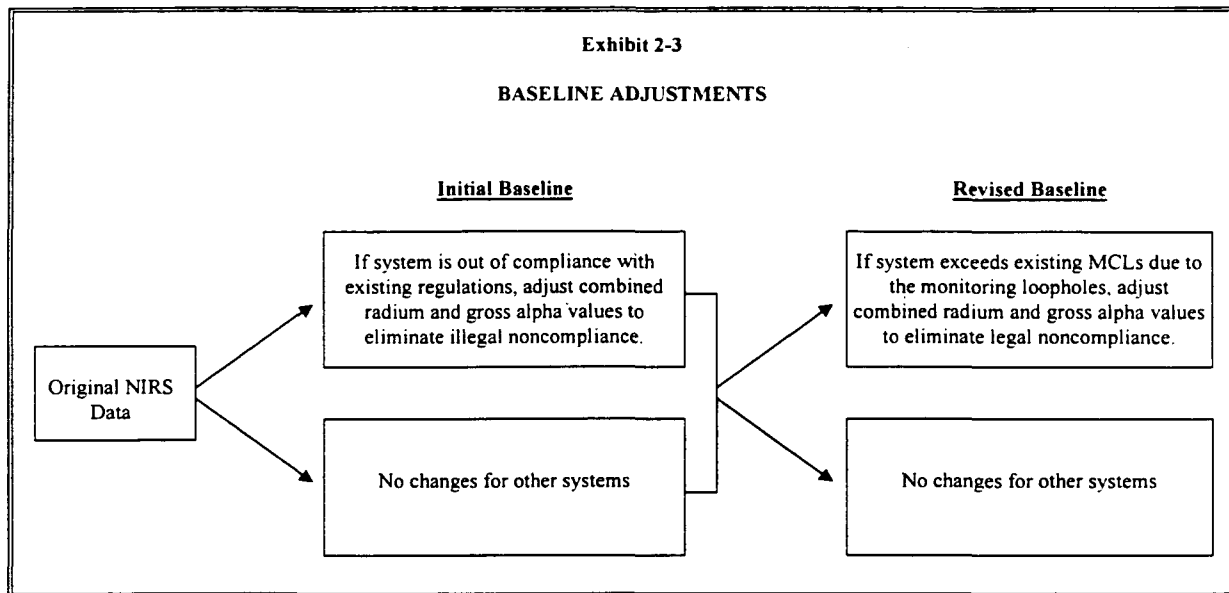 Exhibit 2-3
BASELINE ADJUSTMENTS
Initial Baseline
Revised Baseline
Original NIRS
Data
If system is out of compliance with
existing regulations, adjust combined
radium and gross alpha values to
eliminate illegal noncompliance.
No changes for other systems
If system exceeds existing MCLs due to
the monitoring loopholes, adjust
combined radium and gross alpha values
to eliminate legal noncompliance.
No changes for other systems